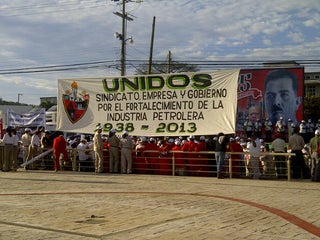 UNIDOS
SINDICATO, EMPRESA Y GOBIERNO
POR EL FORTALECIMIENTO DE LA
INDUSTRIA PETROLERA
1938 - 2013